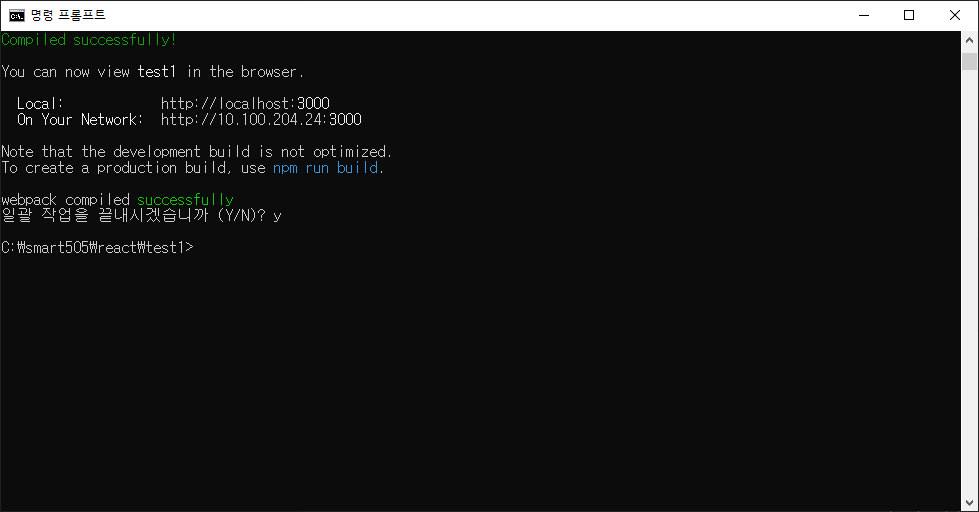 명령 프롬프트
Compiled successfully!
You can now view test1 in the browser.
Local: http://localhost:3000
On Your Network: http://10.100.204.24:3000
Note that the development build is not optimized.
To create a production build, use npm run build.
webpack compiled successfully
일괄 작업을 끝내시겠습니까 (Y/N)? y
C:₩smart505₩react₩test1>